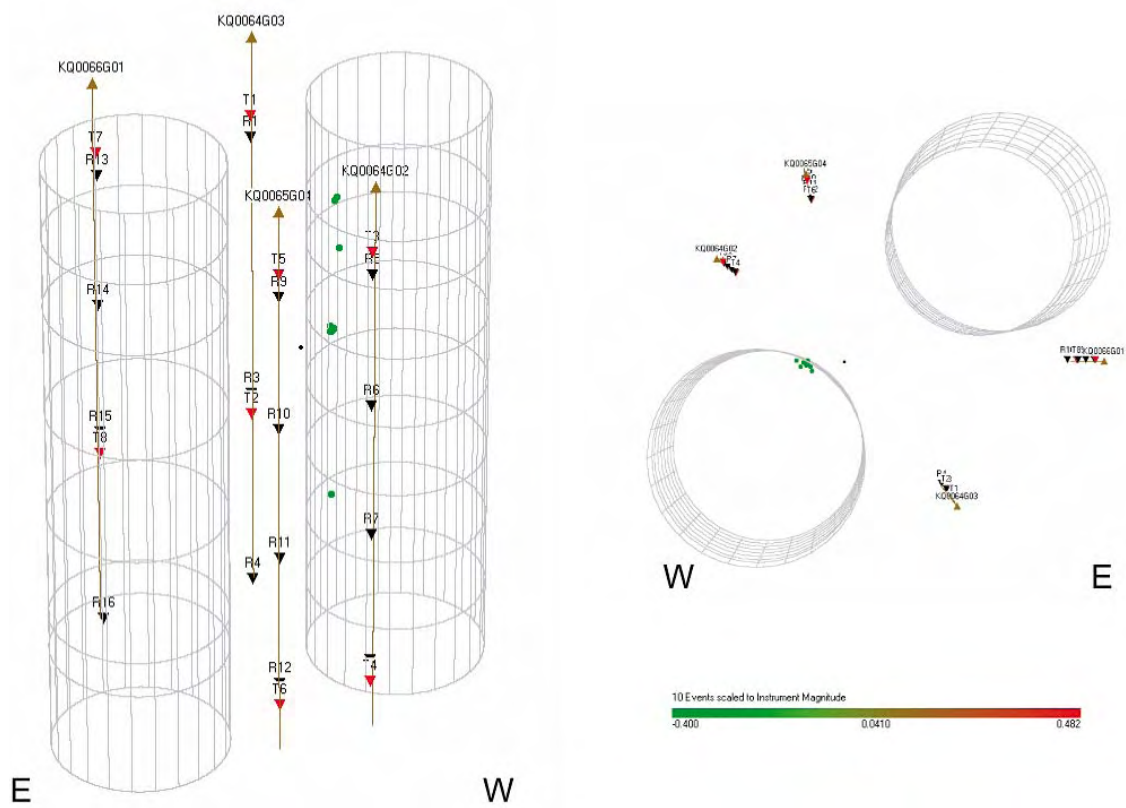 KQ0064G03
KQ0066G01
T1
R1
T7
R13
KQ0064G02
KQ0065G01
T3
T5
R9
R14
R3
T2
R6
R10
R15
T8
R7
R11
R4
R16
R12
T4
T6
E
W
KQ0065G04
KQ0064G02
T4
KQ0066G01
T1
KQ0064G03
W
E
10 Events scaled to Instrument Magnitude
-0.400
0.0410
0.482